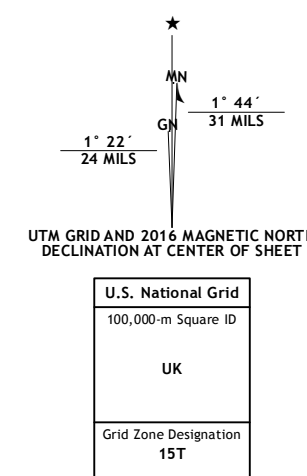 ★
MN
1° 44´
31 MILS
GN
1° 22´
24 MILS
UTM GRID AND 2016 MAGNETIC NORT
DECLINATION AT CENTER OF SHEET
U.S. National Grid
100,000-m Square ID
UK
Grid Zone Designation
15T